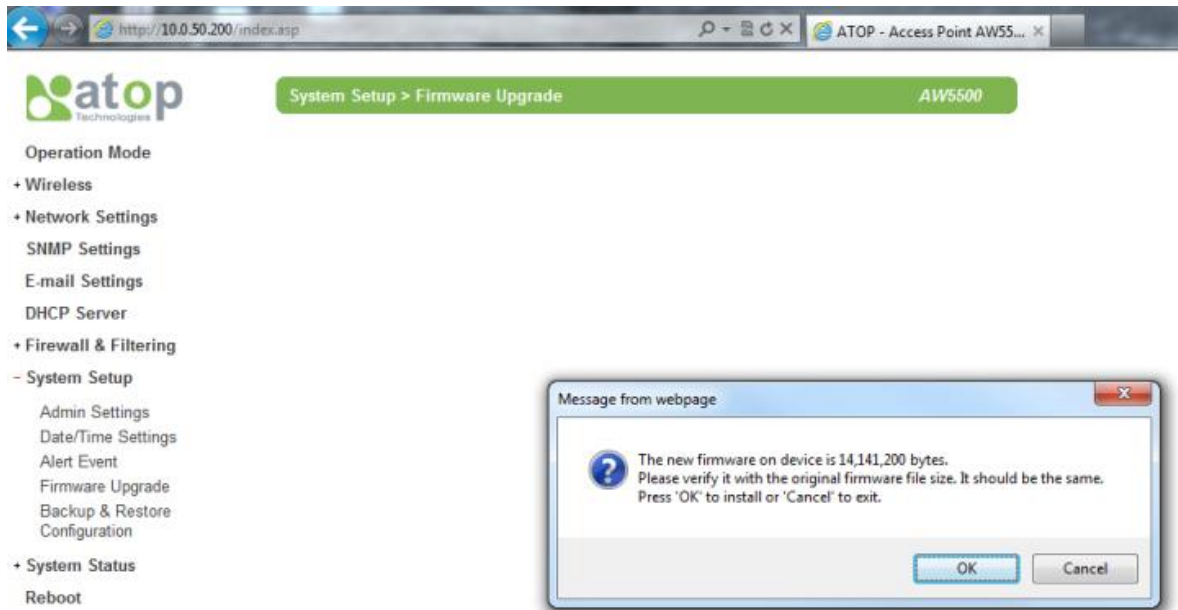 http://10.0.50.200/index.asp
ATOP - Access Point AW55...
atop
Technologies
System Setup > Firmware Upgrade
AW5500
Operation Mode
+ Wireless
+ Network Settings
SNMP Settings
E-mail Settings
DHCP Server
+ Firewall & Filtering
- System Setup
Admin Settings
Date/Time Settings
Alert Event
Firmware Upgrade
Backup & Restore
Configuration
+ System Status
Reboot
Message from webpage
The new firmware on device is 14,141,200 bytes.
Please verify it with the original firmware file size. It should be the same.
Press 'OK' to install or 'Cancel' to exit.
OK
Cancel